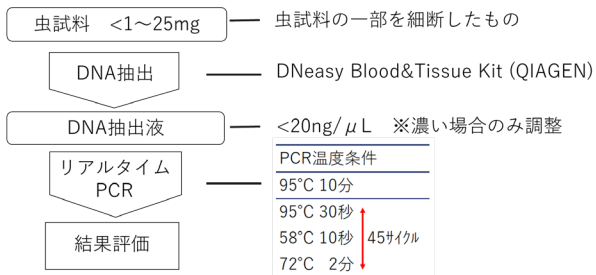 虫試料 <1～25mg
虫試料の一部を細断したもの
DNA抽出
DNeasy Blood&Tissue Kit (QIAGEN)
DNA抽出液
<20ng/μL ※濃い場合のみ調整
リアルタイム
PCR
PCR温度条件
95°C 10分
95°C 30秒
58°C 10秒
45ｻｲｸﾙ
72°C 2分
結果評価